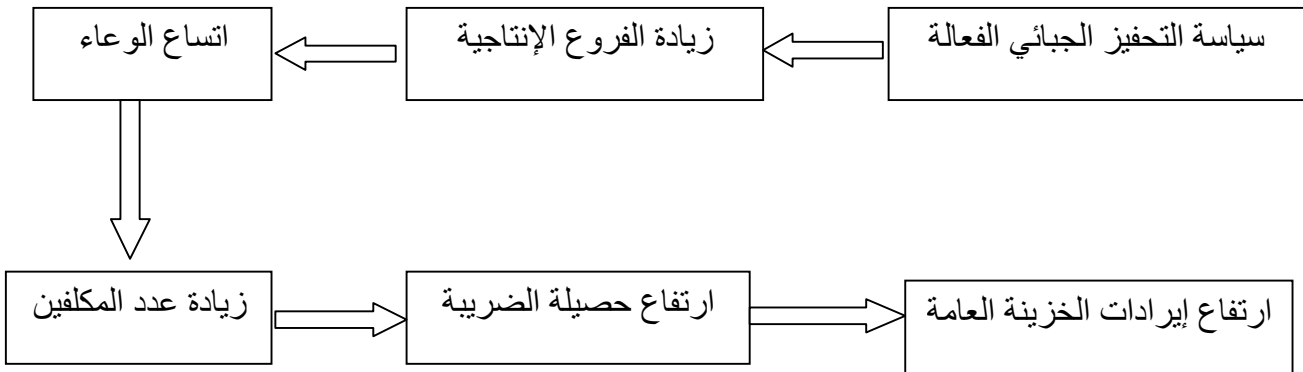 سياسة التحفيز الجبائي الفعالة
زيادة الفروع الإنتاجية
اتساع الوعاء
زيادة عدد المكلفين
ارتفاع حصيلة الضريبة
ارتفاع إيرادات الخزينة العامة